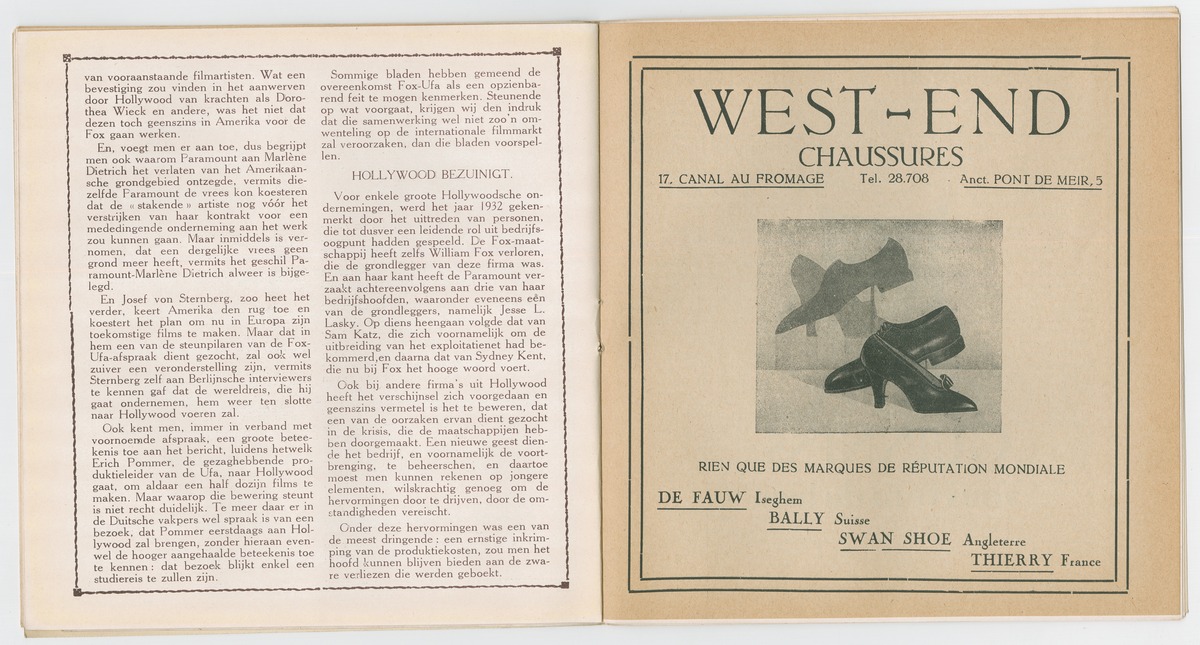 van vooraanstaande filmartisten. Wat een
bevestiging zou vinden in het aanwerven
door Hollywood van krachten als Doro-
thea Wieck en andere, was het niet dat
dezen toch geenszins in Amerika voor de
Fox gaan werken.
En, voegt men er aan toe, dus begrijpt
men ook waarom Paramount aan Marlène
Dietrich het verlaten van het Amerikaan-
sche grondgebied ontzegde, vermits die-
zelfde Paramount de vrees kon koesteren
dat de « stakende » artiste nog vóór het
verstrijken van haar kontrakt voor een
mededingende onderneming aan het werk
zou kunnen gaan. Maar inmiddels is ver-
nomen, dat een dergelijke vrees geen
grond meer heeft, vermits het geschil Pa-
ramount-Marlène Dietrich alweer is bijge-
legd.
En Josef von Sternberg, zoo heet het
verder, keert Amerika den rug toe en
koestert het plan om nu in Europa zijn
toekomstige films te maken. Maar dat in
hem een van de steunpilaren van de Fox-
Ufa-afspraak dient gezocht, zal ook wel
zuiver een veronderstelling zijn, vermits
Sternberg zelf aan Berlijnsche interviewers
te kennen gaf dat de wereldreis, die hij
gaat ondernemen, hem weer ten slotte
naar Hollywood voeren zal.
Ook kent men, immer in verband met
voornoemde afspraak, een groote betee-
kenis toe aan het bericht, luidens hetwelk
Erich Pommer, de gezaghebbende pro-
duktieleider van de Ufa, naar Hollywood
gaat, om aldaar een half dozijn films te
maken. Maar waarop die bewering steunt
is niet recht duidelijk. Te meer daar er in
de Duitsche vakpers wel spraak is van een
bezoek, dat Pommer eerstdaags aan Hol-
lywood zal brengen, zonder hieraan even-
wel de hooger aangehaalde beteekenis toe
te kennen : dat bezoek blijkt enkel een
studiereis te zullen zijn.
Sommige bladen hebben gemeend de
overeenkomst Fox-Ufa als een opzienba-
rend feit te mogen kenmerken. Steunende
op wat voorgaat, krijgen wij den indruk
dat die samenwerking wel niet zoo'n om-
wenteling op de internationale filmmarkt
zal veroorzaken, dan die bladen voorspel-
len.
HOLLYWOOD BEZUINIGT.
Voor enkele groote Hollywoodsche on-
dernemingen, werd het jaar 1932 geken-
merkt door het uittreden van personen,
die tot dusver een leidende rol uit bedrijfs-
oogpunt hadden gespeeld. De Fox-maat-
schappij heeft zelfs William Fox verloren,
die de grondlegger van deze firma was.
En aan haar kant heeft de Paramount ver-
zaakt achtereenvolgens aan drie van haar
bedrijfshoofden, waaronder eveneens eên
van de grondleggers, namelijk Jesse L.
Lasky. Op diens heengaan volgde dat van
Sam Katz, die zich voornamelijk om de
uitbreiding van het exploitatienet had be-
kommerd,en daarna dat van Sydney Kent,
die nu bij Fox het hooge woord voert.
Ook bij andere firma's uit Hollywood
heeft het verschijnsel zich voorgedaan en
geenszins vermetel is het te beweren, dat
een van de oorzaken ervan dient gezocht
in de krisis, die de maatschappijen heb-
ben doorgemaakt. Een nieuwe geest dien-
de het bedrijf, en voornamelijk de voort-
brenging, te beheerschen, en daartoe
moest men kunnen rekenen op jongere
elementen, wilskrachtig genoeg om de
hervormingen door te drijven, door de om-
standigheden vereischt.
Onder deze hervormingen was een van
de meest dringende : een ernstige inkrim-
ping van de produktiekosten, zou men het
hoofd kunnen blijven bieden aan de zwa-
re verliezen die werden geboekt.
WEST-END
CHAUSSURES
17. CANAL AU FROMAGE Tel. 28.708 Anct. PONT DE MEIR, 5
RIEN QUE DES MARQUES DE RÉPUTATION MONDIALE
DE FAUW Iseghem
BALLY Suisse
SWAN SHOE Angleterre
THIERRY France